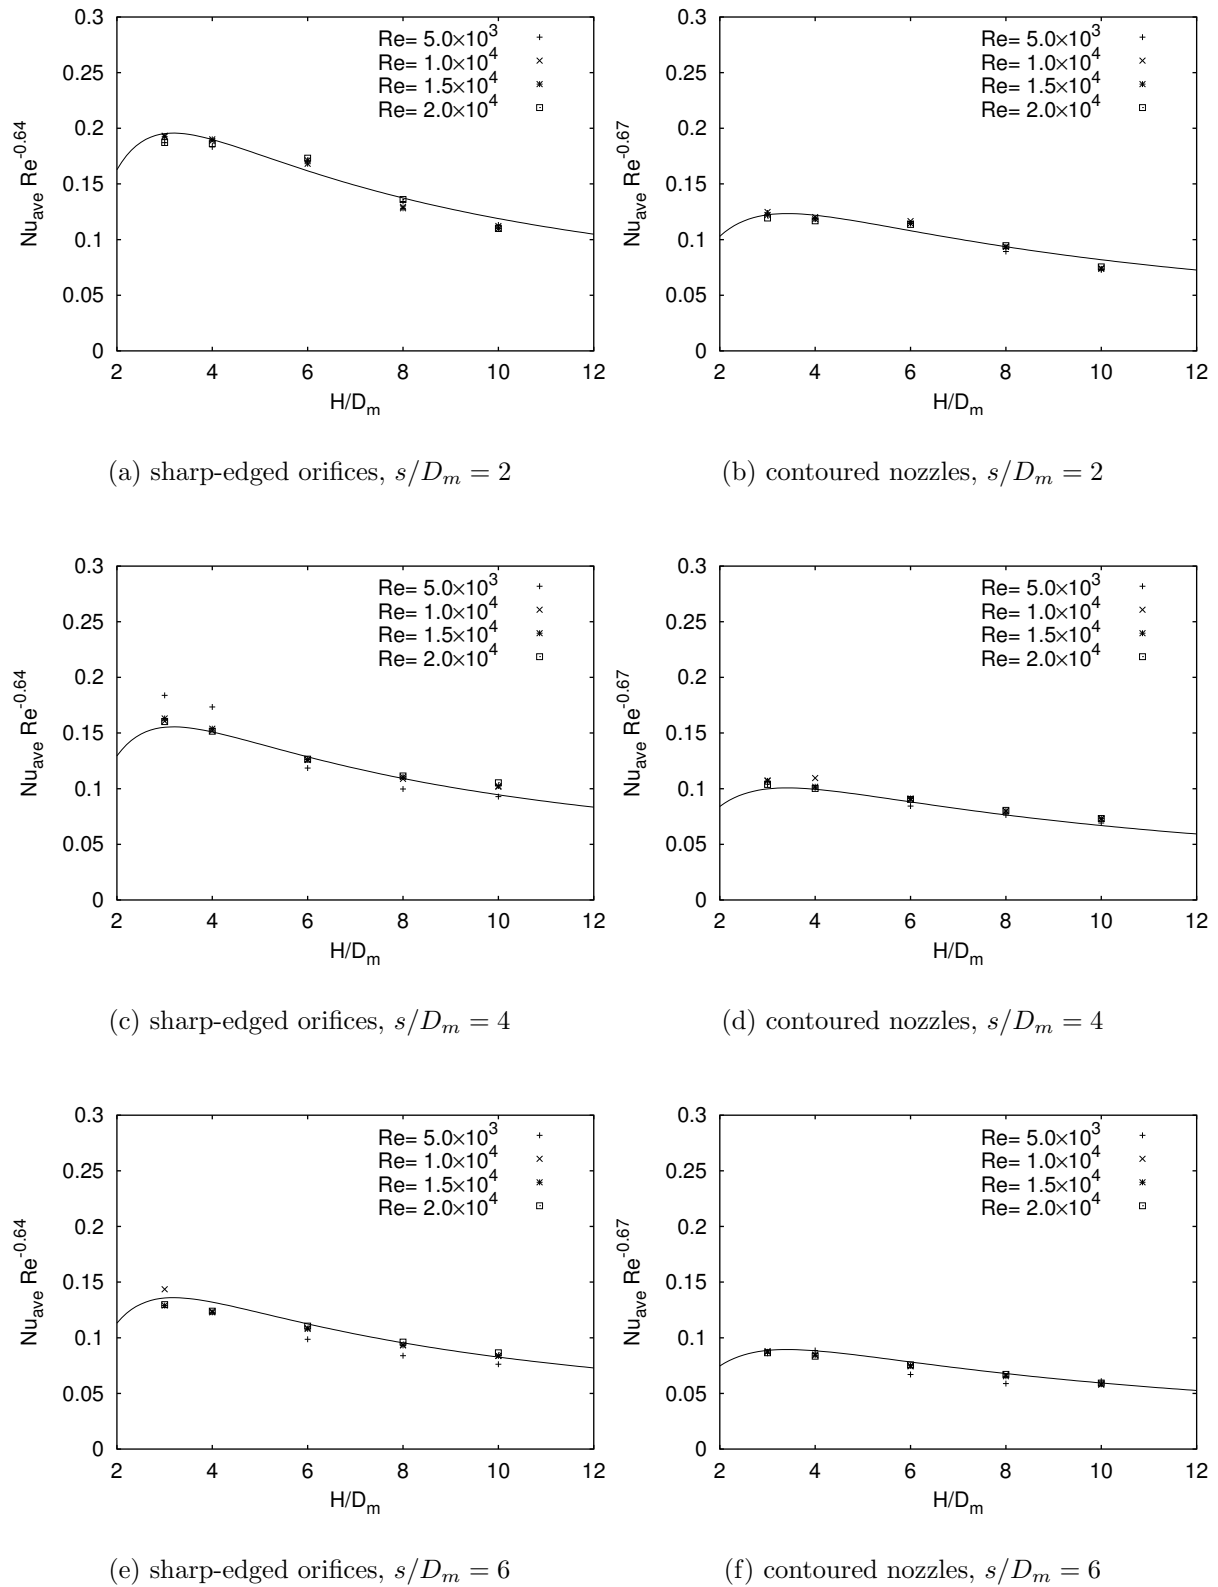 0.3
0.25
0.2
0.15
0.1
0.05
0
2 4 6 8 10 12
Nu_ave Re^-0.64
H/D_m
Re= 5.0×10^3
Re= 1.0×10^4
Re= 1.5×10^4
Re= 2.0×10^4
(a) sharp-edged orifices, s/D_m = 2
0.3
0.25
0.2
0.15
0.1
0.05
0
2 4 6 8 10 12
Nu_ave Re^-0.67
H/D_m
Re= 5.0×10^3
Re= 1.0×10^4
Re= 1.5×10^4
Re= 2.0×10^4
(b) contoured nozzles, s/D_m = 2
0.3
0.25
0.2
0.15
0.1
0.05
0
2 4 6 8 10 12
Nu_ave Re^-0.64
H/D_m
Re= 5.0×10^3
Re= 1.0×10^4
Re= 1.5×10^4
Re= 2.0×10^4
(c) sharp-edged orifices, s/D_m = 4
0.3
0.25
0.2
0.15
0.1
0.05
0
2 4 6 8 10 12
Nu_ave Re^-0.67
H/D_m
Re= 5.0×10^3
Re= 1.0×10^4
Re= 1.5×10^4
Re= 2.0×10^4
(d) contoured nozzles, s/D_m = 4
0.3
0.25
0.2
0.15
0.1
0.05
0
2 4 6 8 10 12
Nu_ave Re^-0.64
H/D_m
Re= 5.0×10^3
Re= 1.0×10^4
Re= 1.5×10^4
Re= 2.0×10^4
(e) sharp-edged orifices, s/D_m = 6
0.3
0.25
0.2
0.15
0.1
0.05
0
2 4 6 8 10 12
Nu_ave Re^-0.67
H/D_m
Re= 5.0×10^3
Re= 1.0×10^4
Re= 1.5×10^4
Re= 2.0×10^4
(f) contoured nozzles, s/D_m = 6